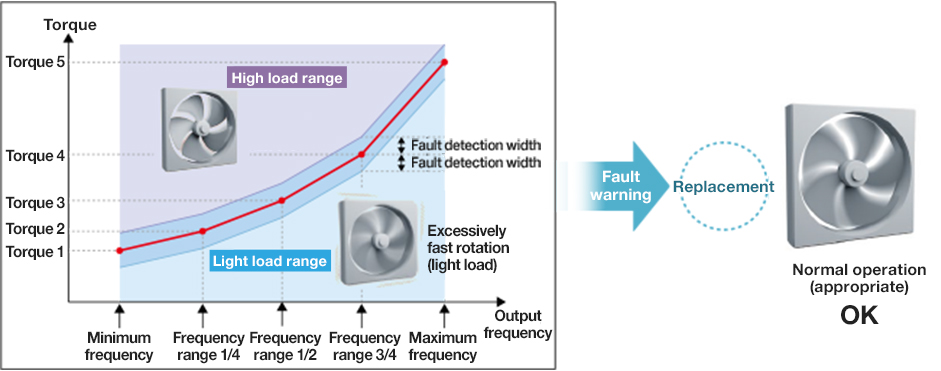 Torque
Torque 5
High load range
Torque 4
Fault detection width
Fault detection width
Torque 3
Torque 2
Torque 1
Light load range
Excessively
fast rotation
(light load)
Output
frequency
Minimum
frequency
Frequency
range 1/4
Frequency
range 1/2
Frequency
range 3/4
Maximum
frequency
Fault
warning
Replacement
Normal operation
(appropriate)
OK